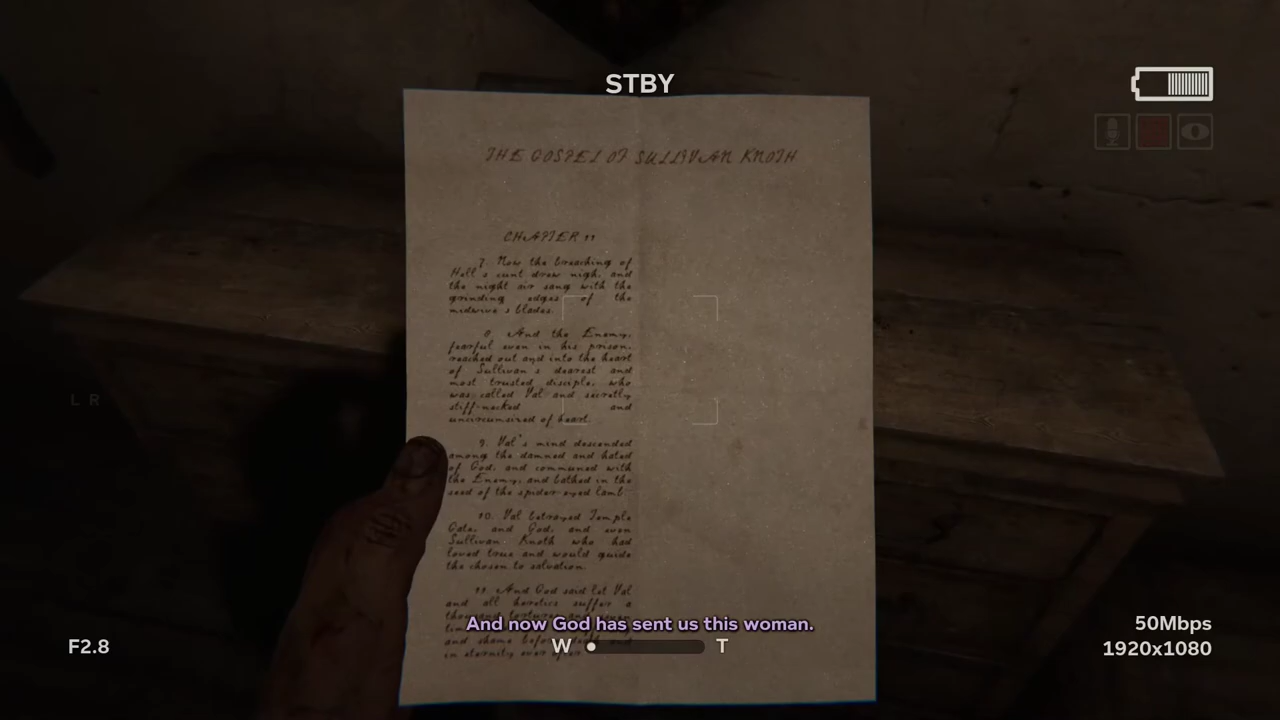 STBY
THE GOSPEL OF SULLIVAN KNOTH
CHAPTER 11
7. Now the breaching of
Hell's cunt drew nigh, and
the night air sang with the
grinding edges of the
midwive's blades.
8. And the Enemy,
fearful even in his prison,
reached out and into the heart
of Sullivan's dearest and
most trusted disciple, who
was called Val and secretly
stiff-necked and
uncircumsized of heart.
9. Val's mind descended
among the damned and hated
of God, and communed with
the Enemy, and bathed in the
seed of the spider-eyed lamb.
10. Val betrayed Temple
Gate, and God, and even
Sullivan Knoth who had
loved true and would guide
the chosen to salvation.
11. And God said let Val
and all heretics suffer a
thousand tortures
And now God has sent us this woman.
and shame before
in eternity ever after
L R
F2.8
W T
50Mbps
1920x1080